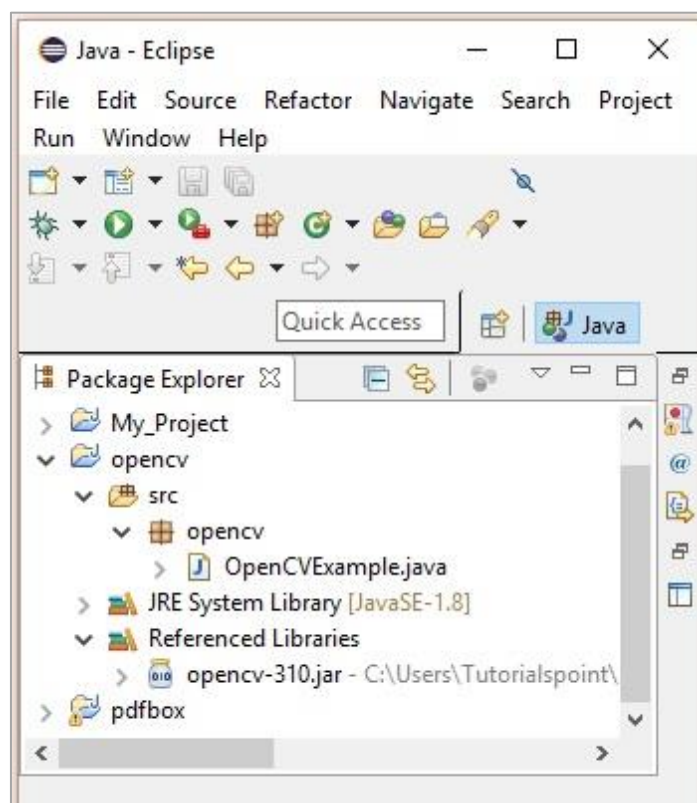 Java - Eclipse
File Edit Source Refactor Navigate Search Project
Run Window Help
Quick Access
Java
Package Explorer
My_Project
opencv
src
opencv
OpenCVExample.java
JRE System Library [JavaSE-1.8]
Referenced Libraries
opencv-310.jar - C:\Users\Tutorialspoint\
pdfbox